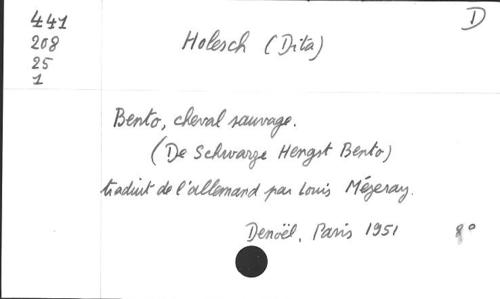 441
208
25
1
D
Holesch (Dita)
Bento, cheval sauvage.
(De Schwarze Hengst Bento)
traduit de l'allemand par Louis Mézeray.
Denoël, Paris 1951 8°